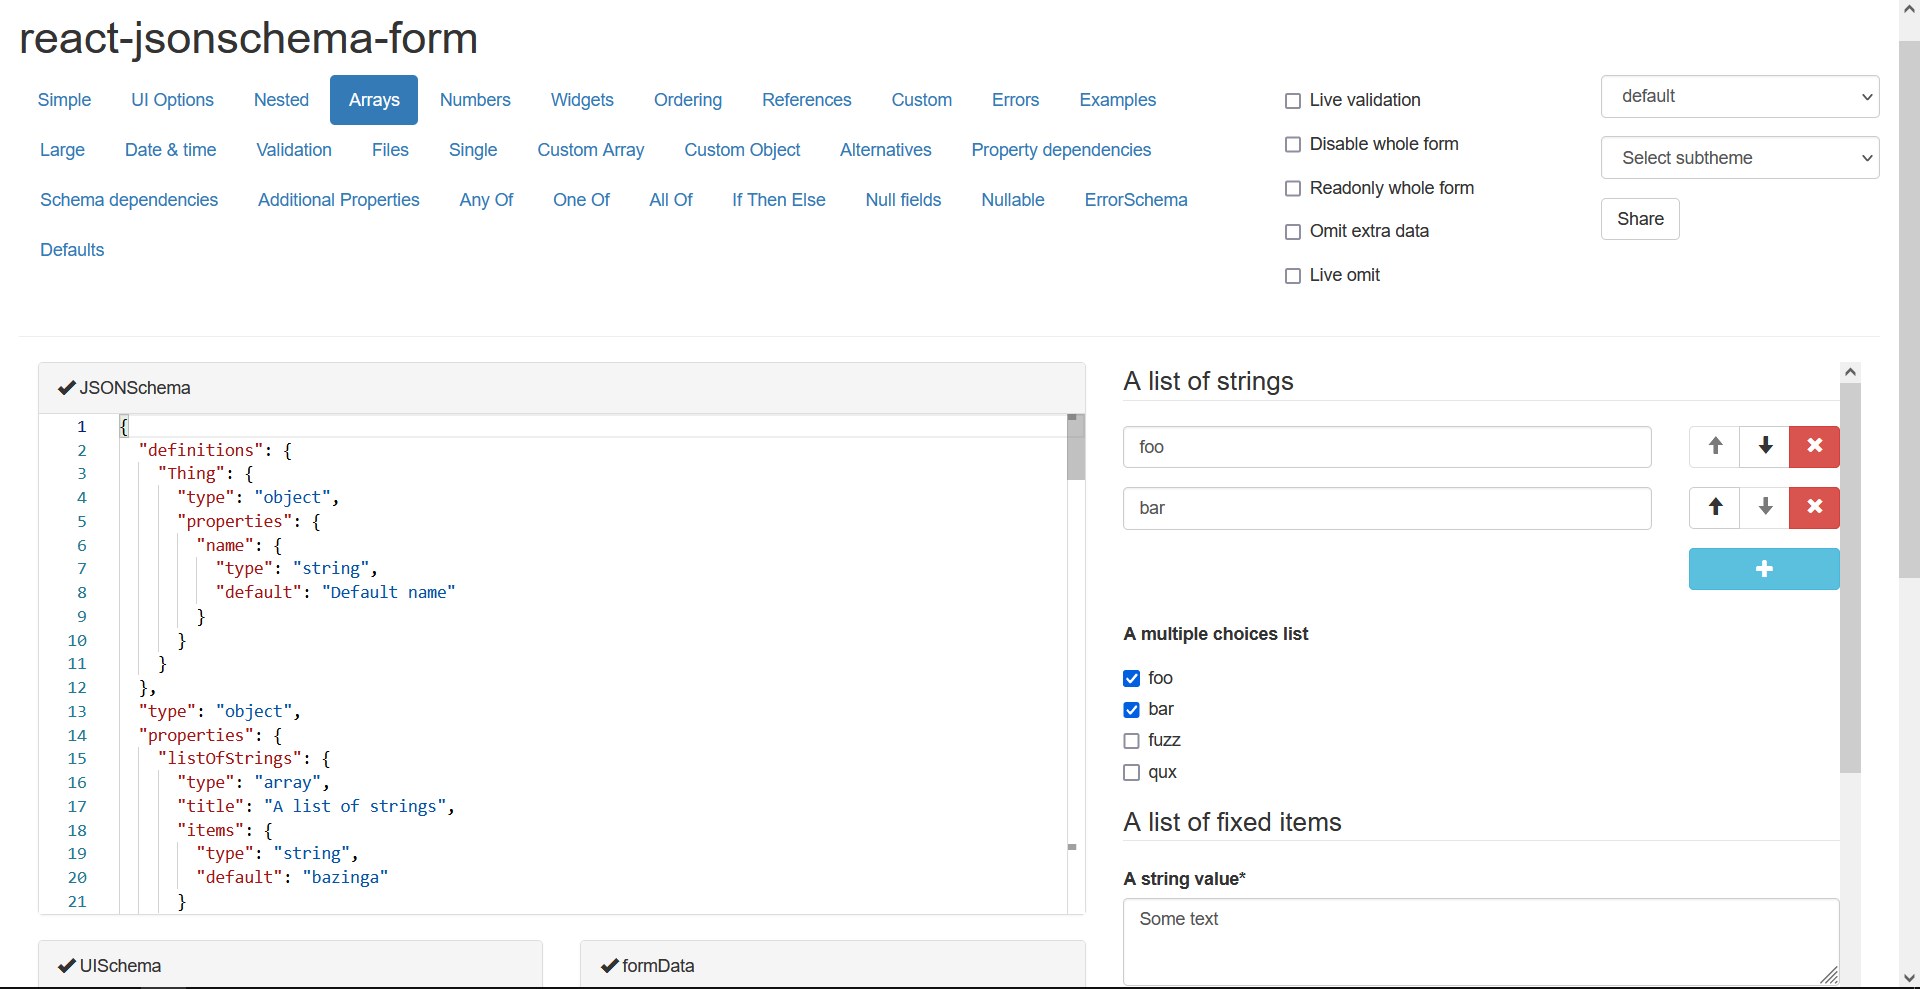 react-jsonschema-form
Simple UI Options Nested Arrays Numbers Widgets Ordering References Custom Errors Examples
Large Date & time Validation Files Single Custom Array Custom Object Alternatives Property dependencies
Schema dependencies Additional Properties Any Of One Of All Of If Then Else Null fields Nullable ErrorSchema
Defaults
Live validation
Disable whole form
Readonly whole form
Omit extra data
Live omit
default
Select subtheme
Share
JSONSchema
1 {
2 "definitions": {
3 "Thing": {
4 "type": "object",
5 "properties": {
6 "name": {
7 "type": "string",
8 "default": "Default name"
9 }
10 }
11 }
12 },
13 "type": "object",
14 "properties": {
15 "listOfStrings": {
16 "type": "array",
17 "title": "A list of strings",
18 "items": {
19 "type": "string",
20 "default": "bazinga"
21 }
UISchema
formData
A list of strings
foo
bar
A multiple choices list
foo
bar
fuzz
qux
A list of fixed items
A string value*
Some text